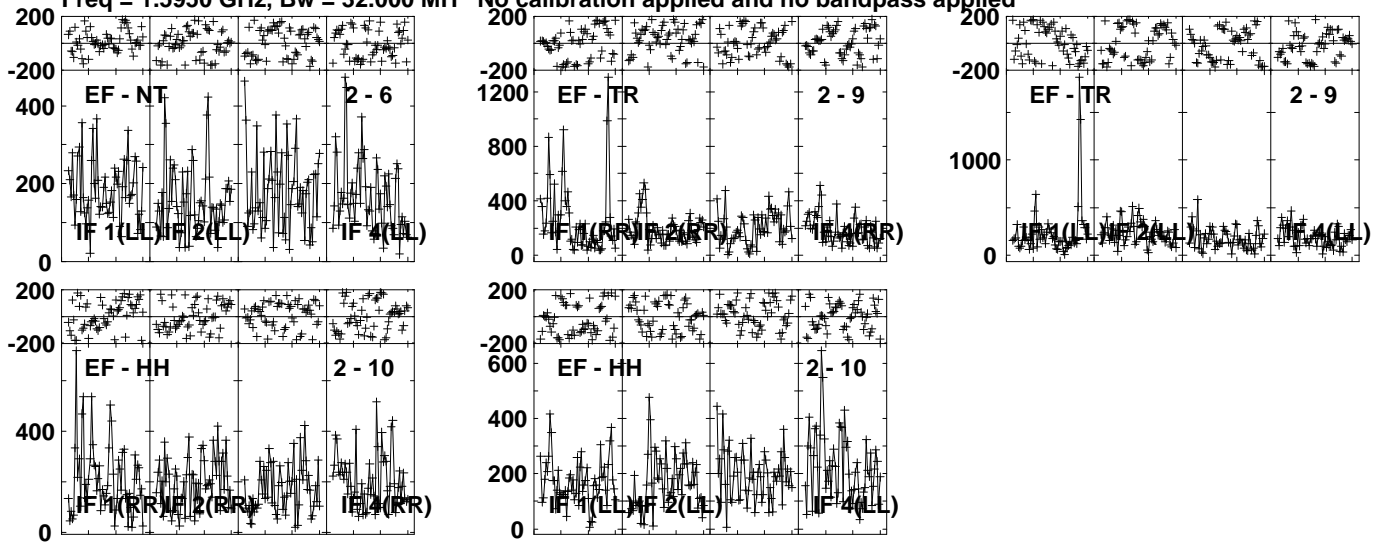 Freq = 1.5950 GHz, Bw = 32.000 MH No calibration applied and no bandpass applied
200 200 200
-200 -200 -200
EF - NT 2 - 6 EF - TR 2 - 9 EF - TR 2 - 9
400 1200 1000
200 800 0
0 400
0
IF 1(LL) IF 2(LL) IF 4(LL) IF 1(RR) IF 2(RR) IF 4(RR) IF 1(LL) IF 2(LL) IF 4(LL)
200 200
-200 -200
EF - HH 2 - 10 EF - HH 2 - 10
400 600
0 400
200
0
IF 1(RR) IF 2(RR) IF 4(RR) IF 1(LL) IF 2(LL) IF 4(LL)